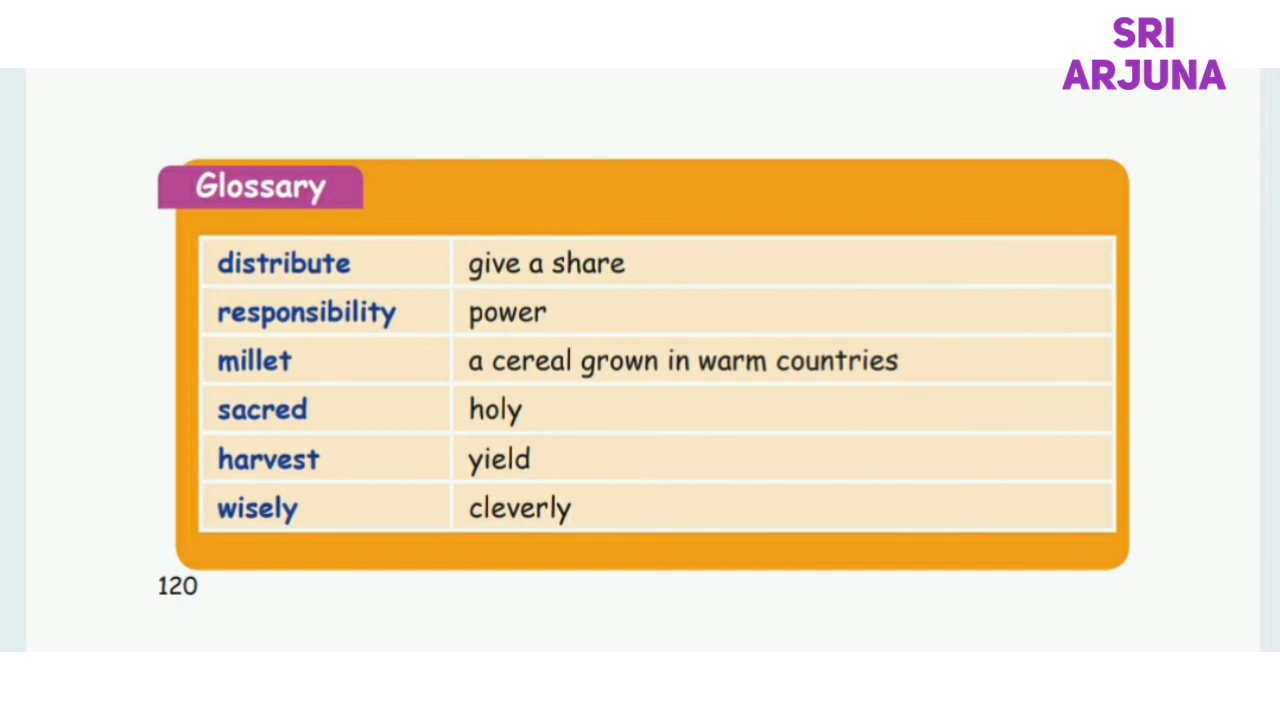 SRI
ARJUNA
Glossary
distribute give a share
responsibility power
millet a cereal grown in warm countries
sacred holy
harvest yield
wisely cleverly
120